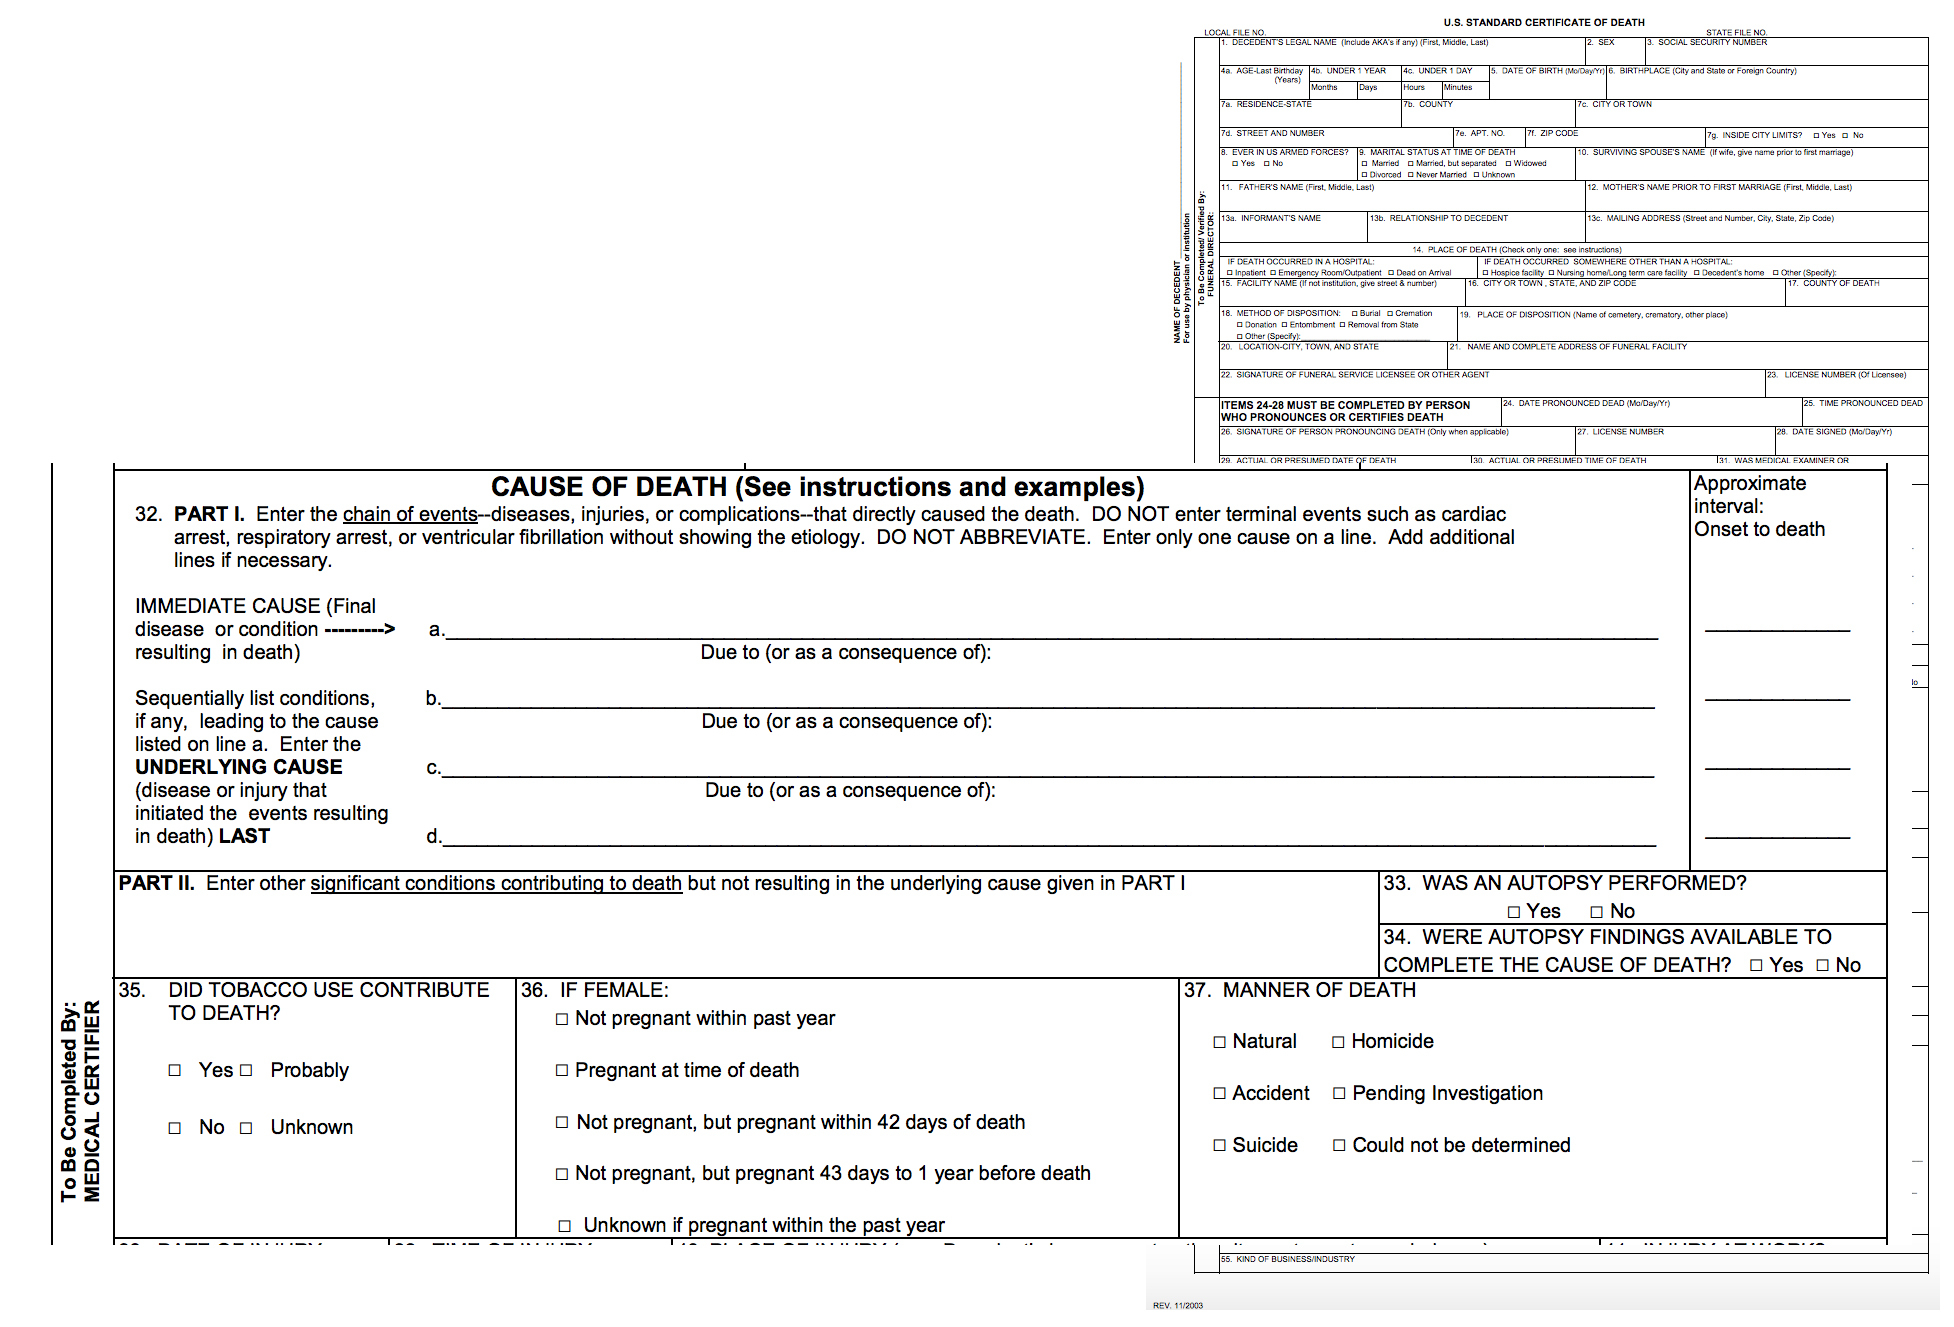 U.S. STANDARD CERTIFICATE OF DEATH
LOCAL FILE NO. STATE FILE NO.
1. DECEDENT'S LEGAL NAME (Include AKA's if any) (First, Middle, Last) 2. SEX 3. SOCIAL SECURITY NUMBER
4a. AGE-Last Birthday (Years) 4b. UNDER 1 YEAR 4c. UNDER 1 DAY 5. DATE OF BIRTH (Mo/Day/Yr) 6. BIRTHPLACE (City and State or Foreign Country)
Months Days Hours Minutes
7a. RESIDENCE-STATE 7b. COUNTY 7c. CITY OR TOWN
7d. STREET AND NUMBER 7e. APT. NO. 7f. ZIP CODE 7g. INSIDE CITY LIMITS? □ Yes □ No
8. EVER IN US ARMED FORCES? 9. MARITAL STATUS AT TIME OF DEATH 10. SURVIVING SPOUSE'S NAME (If wife, give name prior to first marriage)
□ Yes □ No □ Married □ Married, but separated □ Widowed
□ Divorced □ Never Married □ Unknown
11. FATHER'S NAME (First, Middle, Last) 12. MOTHER'S NAME PRIOR TO FIRST MARRIAGE (First, Middle, Last)
13a. INFORMANT'S NAME 13b. RELATIONSHIP TO DECEDENT 13c. MAILING ADDRESS (Street and Number, City, State, Zip Code)
14. PLACE OF DEATH (Check only one: see instructions)
IF DEATH OCCURRED IN A HOSPITAL: IF DEATH OCCURRED SOMEWHERE OTHER THAN A HOSPITAL:
□ Inpatient □ Emergency Room/Outpatient □ Dead on Arrival □ Hospice facility □ Nursing home/Long term care facility □ Decedent's home □ Other (Specify):
15. FACILITY NAME (If not institution, give street & number) 16. CITY OR TOWN , STATE, AND ZIP CODE 17. COUNTY OF DEATH
18. METHOD OF DISPOSITION: □ Burial □ Cremation 19. PLACE OF DISPOSITION (Name of cemetery, crematory, other place)
□ Donation □ Entombment □ Removal from State
□ Other (Specify):
20. LOCATION-CITY, TOWN, AND STATE 21. NAME AND COMPLETE ADDRESS OF FUNERAL FACILITY
22. SIGNATURE OF FUNERAL SERVICE LICENSEE OR OTHER AGENT 23. LICENSE NUMBER (Of Licensee)
ITEMS 24-28 MUST BE COMPLETED BY PERSON 24. DATE PRONOUNCED DEAD (Mo/Day/Yr) 25. TIME PRONOUNCED DEAD
WHO PRONOUNCES OR CERTIFIES DEATH
26. SIGNATURE OF PERSON PRONOUNCING DEATH (Only when applicable) 27. LICENSE NUMBER 28. DATE SIGNED (Mo/Day/Yr)
29. ACTUAL OR PRESUMED DATE OF DEATH 30. ACTUAL OR PRESUMED TIME OF DEATH 31. WAS MEDICAL EXAMINER OR
NAME OF DECEDENT
For use by physician or institution
To Be Completed/ Verified By:
FUNERAL DIRECTOR:
CAUSE OF DEATH (See instructions and examples)
32. PART I. Enter the chain of events--diseases, injuries, or complications--that directly caused the death. DO NOT enter terminal events such as cardiac
arrest, respiratory arrest, or ventricular fibrillation without showing the etiology. DO NOT ABBREVIATE. Enter only one cause on a line. Add additional
lines if necessary.
Approximate
interval:
Onset to death
IMMEDIATE CAUSE (Final
disease or condition ---------> a.
resulting in death) Due to (or as a consequence of):
Sequentially list conditions, b.
if any, leading to the cause Due to (or as a consequence of):
listed on line a. Enter the
UNDERLYING CAUSE c.
(disease or injury that Due to (or as a consequence of):
initiated the events resulting
in death) LAST d.
PART II. Enter other significant conditions contributing to death but not resulting in the underlying cause given in PART I
33. WAS AN AUTOPSY PERFORMED?
□ Yes □ No
34. WERE AUTOPSY FINDINGS AVAILABLE TO
COMPLETE THE CAUSE OF DEATH? □ Yes □ No
To Be Completed By:
MEDICAL CERTIFIER
35. DID TOBACCO USE CONTRIBUTE
TO DEATH?
□ Yes □ Probably
□ No □ Unknown
36. IF FEMALE:
□ Not pregnant within past year
□ Pregnant at time of death
□ Not pregnant, but pregnant within 42 days of death
□ Not pregnant, but pregnant 43 days to 1 year before death
□ Unknown if pregnant within the past year
37. MANNER OF DEATH
□ Natural □ Homicide
□ Accident □ Pending Investigation
□ Suicide □ Could not be determined
55. KIND OF BUSINESS/INDUSTRY
REV. 11/2003